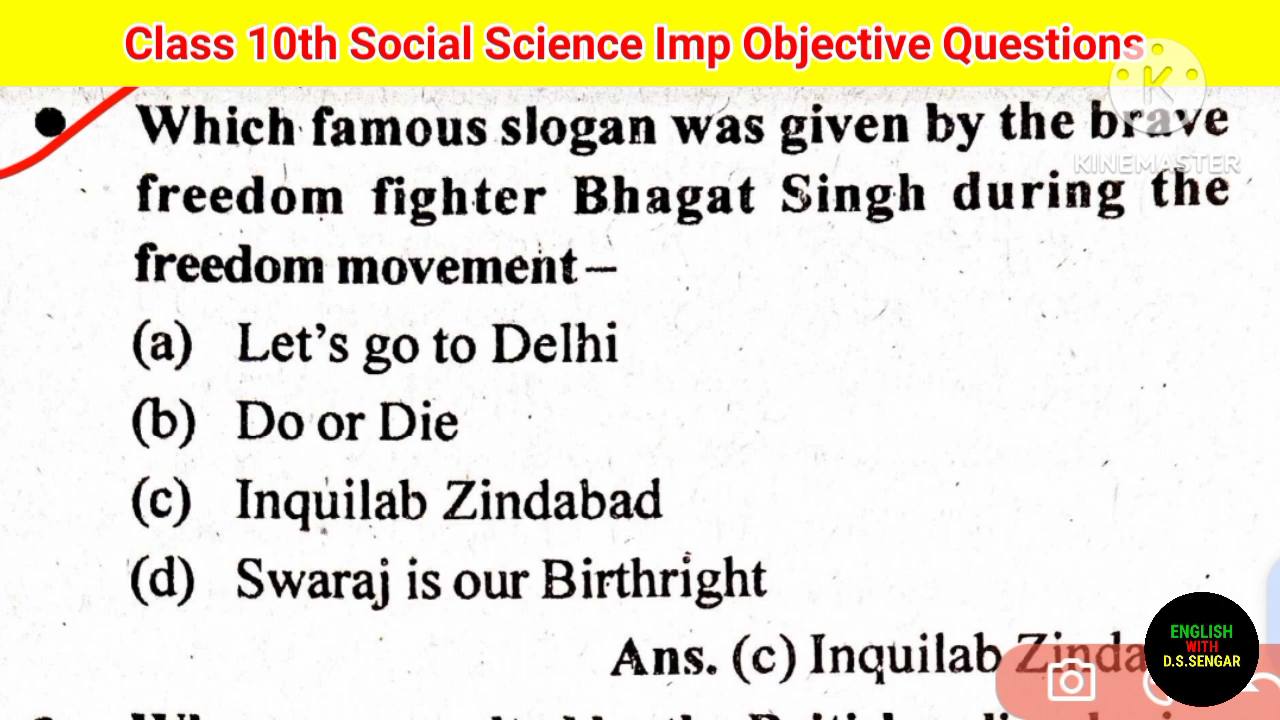 Class 10th Social Science Imp Objective Questions
K
KINEMASTER
Which famous slogan was given by the brave
freedom fighter Bhagat Singh during the
freedom movement –
(a) Let's go to Delhi
(b) Do or Die
(c) Inquilab Zindabad
(d) Swaraj is our Birthright
Ans. (c) Inquilab Zinda
ENGLISH
WITH
D.S.SENGAR